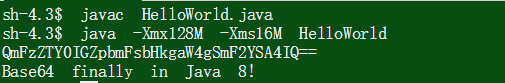 sh-4.3$ javac HelloWorld.java
sh-4.3$ java -Xmx128M -Xms16M HelloWorld
QmFzZTY0IGZpbmFsbHkgaW4gSmF2YSA4IQ==
Base64 finally in Java 8!